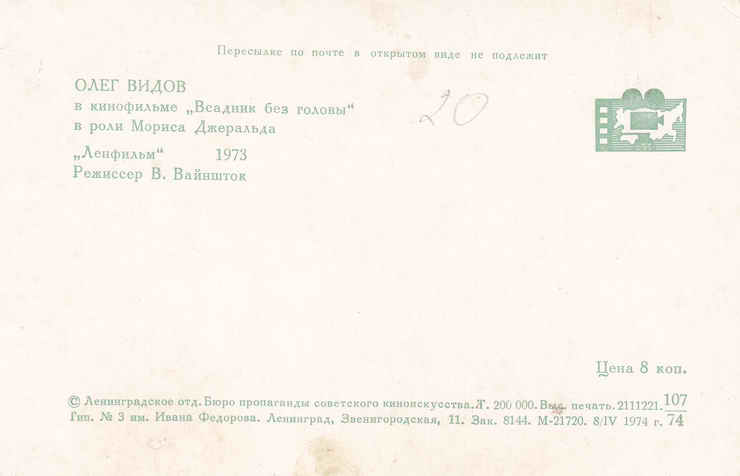 Пересылке по почте в открытом виде не подлежит
ОЛЕГ ВИДОВ
в кинофильме „Всадник без головы“
в роли Мориса Джеральда
20
„Ленфильм“ 1973
Режиссер В. Вайншток
Цена 8 коп.
© Ленинградское отд. Бюро пропаганды советского киноискусства. Т. 200 000. Выс. печать. 2111221. 107/74
Тип. № 3 им. Ивана Федорова. Ленинград, Звенигородская, 11. Зак. 8144. М-21720. 8/IV 1974 г.